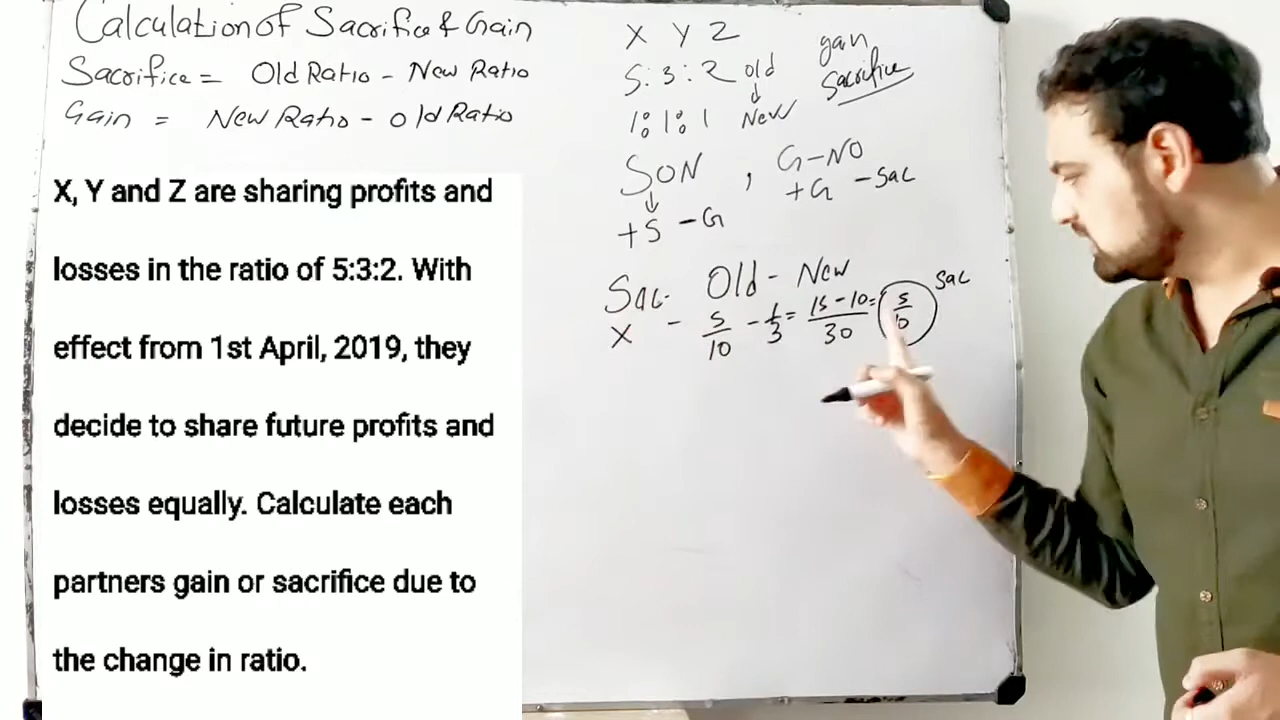 Calculation of Sacrifice & Gain
Sacrifice = Old Ratio - New Ratio
Gain = New Ratio - Old Ratio
X, Y and Z are sharing profits and
losses in the ratio of 5:3:2. With
effect from 1st April, 2019, they
decide to share future profits and
losses equally. Calculate each
partners gain or sacrifice due to
the change in ratio.
X Y Z
5:3:2 old
1:1:1 New
gain
Sacrifice
SON , G-NO
+S -G
+G -Sac
Sac- Old - New
X - 5/10 - 1/3 = 15-10/30 = 5/
Sac